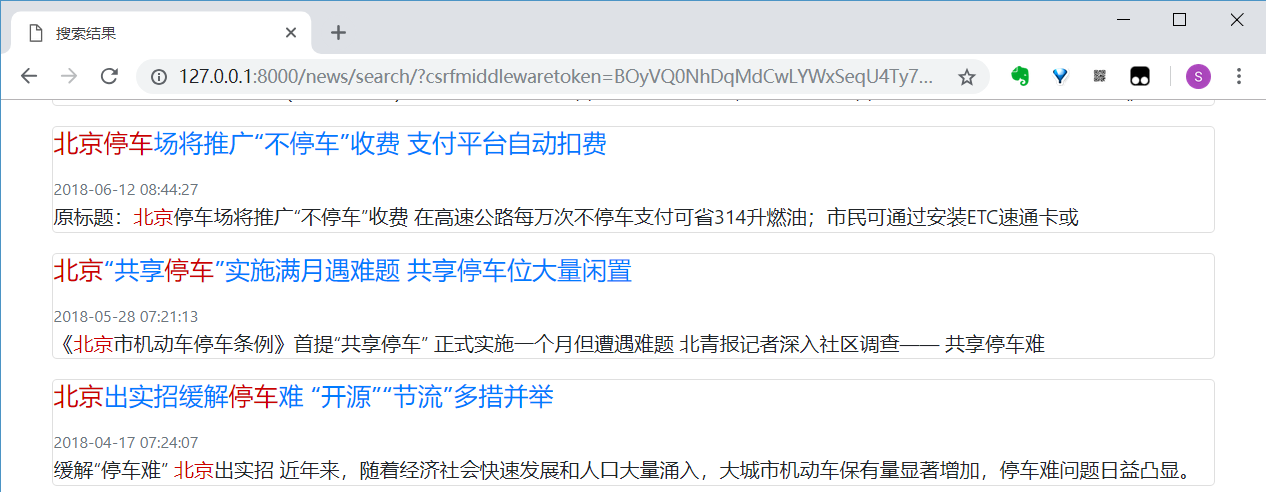 搜索结果
127.0.0.1:8000/news/search/?csrfmiddlewaretoken=BOyVQ0NhDqMdCwLYWxSeqU4Ty7...
S
北京停车场将推广“不停车”收费 支付平台自动扣费
2018-06-12 08:44:27
原标题：北京停车场将推广“不停车”收费 在高速公路每万次不停车支付可省314升燃油；市民可通过安装ETC速通卡或
北京“共享停车”实施满月遇难题 共享停车位大量闲置
2018-05-28 07:21:13
《北京市机动车停车条例》首提“共享停车” 正式实施一个月但遭遇难题 北青报记者深入社区调查—— 共享停车难
北京出实招缓解停车难 “开源”“节流”多措并举
2018-04-17 07:24:07
缓解“停车难” 北京出实招 近年来，随着经济社会快速发展和人口大量涌入，大城市机动车保有量显著增加，停车难问题日益凸显。